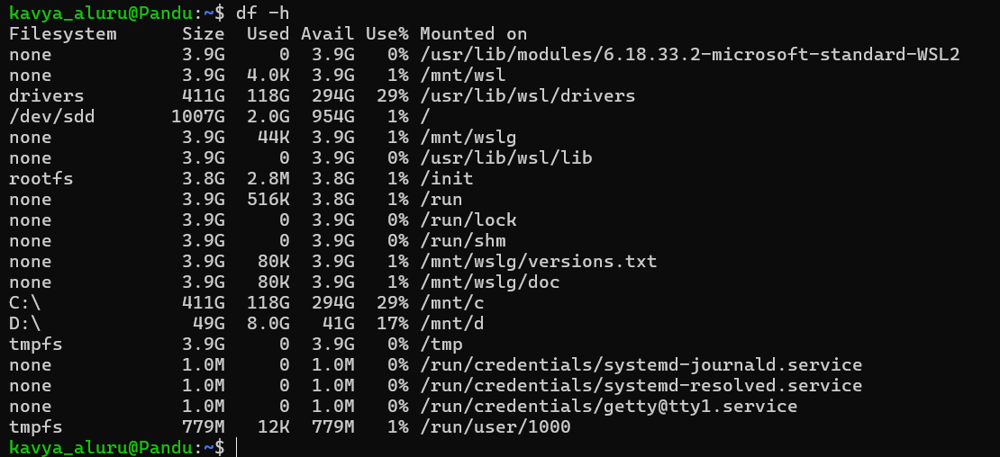 kavya_aluru@Pandu:~$ df -h
Filesystem      Size  Used Avail Use% Mounted on
none            3.9G     0  3.9G   0% /usr/lib/modules/6.18.33.2-microsoft-standard-WSL2
none            3.9G  4.0K  3.9G   1% /mnt/wsl
drivers         411G  118G  294G  29% /usr/lib/wsl/drivers
/dev/sdd       1007G  2.0G  954G   1% /
none            3.9G   44K  3.9G   1% /mnt/wslg
none            3.9G     0  3.9G   0% /usr/lib/wsl/lib
rootfs          3.8G  2.8M  3.8G   1% /init
none            3.9G  516K  3.8G   1% /run
none            3.9G     0  3.9G   0% /run/lock
none            3.9G     0  3.9G   0% /run/shm
none            3.9G   80K  3.9G   1% /mnt/wslg/versions.txt
none            3.9G   80K  3.9G   1% /mnt/wslg/doc
C:\             411G  118G  294G  29% /mnt/c
D:\              49G  8.0G   41G  17% /mnt/d
tmpfs           3.9G     0  3.9G   0% /tmp
none            1.0M     0  1.0M   0% /run/credentials/systemd-journald.service
none            1.0M     0  1.0M   0% /run/credentials/systemd-resolved.service
none            1.0M     0  1.0M   0% /run/credentials/getty@tty1.service
tmpfs           779M   12K  779M   1% /run/user/1000
kavya_aluru@Pandu:~$